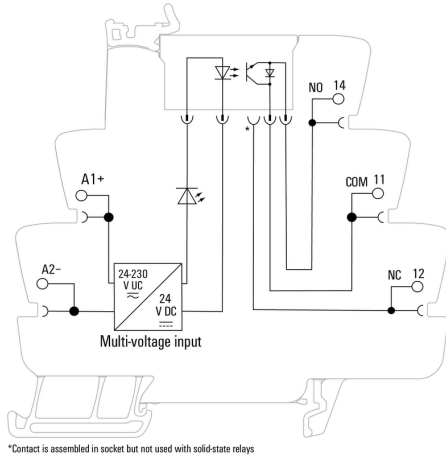 NO 14
*
COM 11
A1+
A2-
24-230
V UC
24
V DC
NC 12
Multi-voltage input
*Contact is assembled in socket but not used with solid-state relays